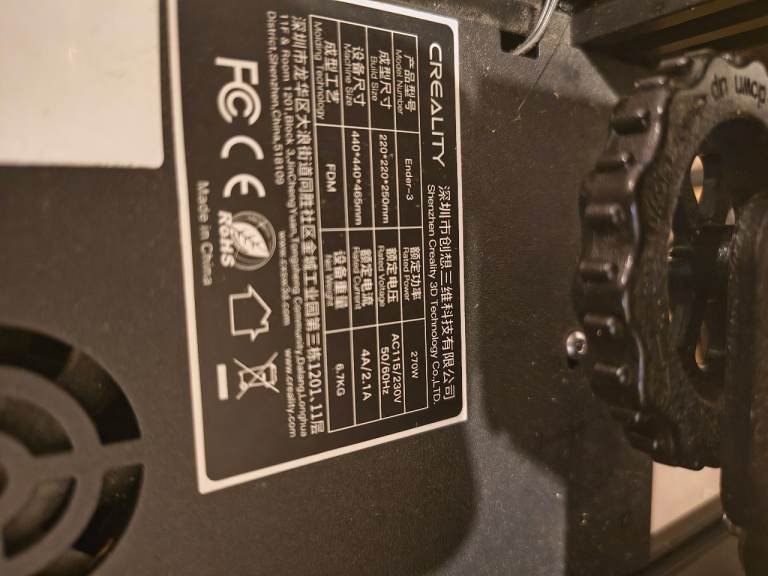 CREALITY
深圳市创想三维科技有限公司
Shenzhen Creality 3D Technology Co.,LTD.
产品型号 Ender-3 额定功率 270W
Model Number Rated Power
成型尺寸 220*220*250mm 额定电压 AC115/230V
Build Size Rated Voltage 50/60Hz
设备尺寸 440*440*465mm 额定电流 4A/2.1A
Machine Size Rated Current
成型工艺 FDM 设备重量 6.7KG
Molding Technology Net Weight
深圳市龙华区大浪街道同胜社区金城工业园第三栋1201、11层
11F & Room 1201,Block 3,JinChengYuan,Tongsheng Community,Dalang,Longhua
District,Shenzhen,China,518109
www.creality.com
FC CE RoHS
Made in China
down up